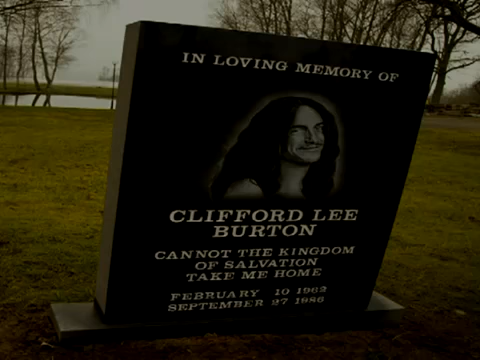 IN LOVING MEMORY OF
CLIFFORD LEE
BURTON
CANNOT THE KINGDOM
OF SALVATION
TAKE ME HOME
FEBRUARY 10 1962
SEPTEMBER 27 1986